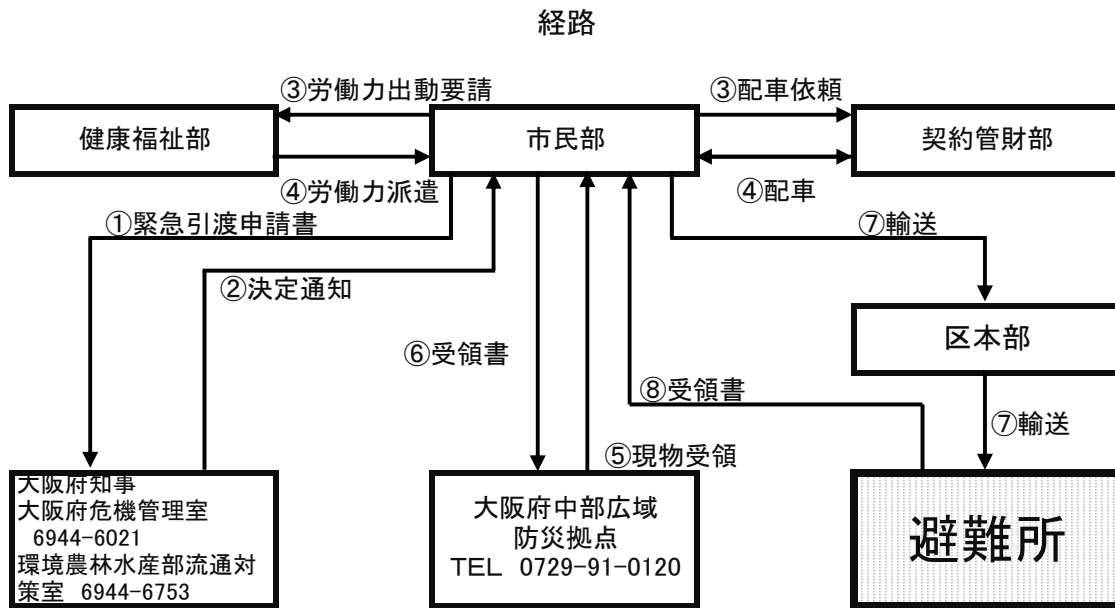 経路
③労働力出動要請
③配車依頼
健康福祉部
市民部
契約管財部
④労働力派遣
④配車
①緊急引渡申請書
⑦輸送
②決定通知
区本部
⑥受領書
⑧受領書
⑦輸送
⑤現物受領
大阪府知事
大阪府危機管理室
6944-6021
環境農林水産部流通対
策室 6944-6753
大阪府中部広域
防災拠点
TEL 0729-91-0120
避難所